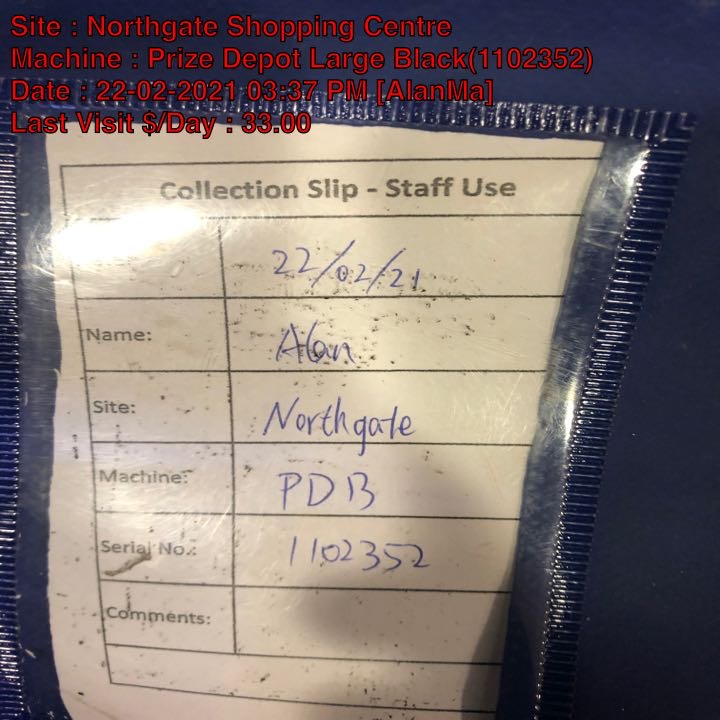 Site : Northgate Shopping Centre
Machine : Prize Depot Large Black(1102352)
Date : 22-02-2021 03:37 PM [AlanMa]
Last Visit $/Day : 33.00
Collection Slip - Staff Use
22/02/21
Name: Alan
Site: Northgate
Machine: PDB
Serial No.: 1102352
Comments: